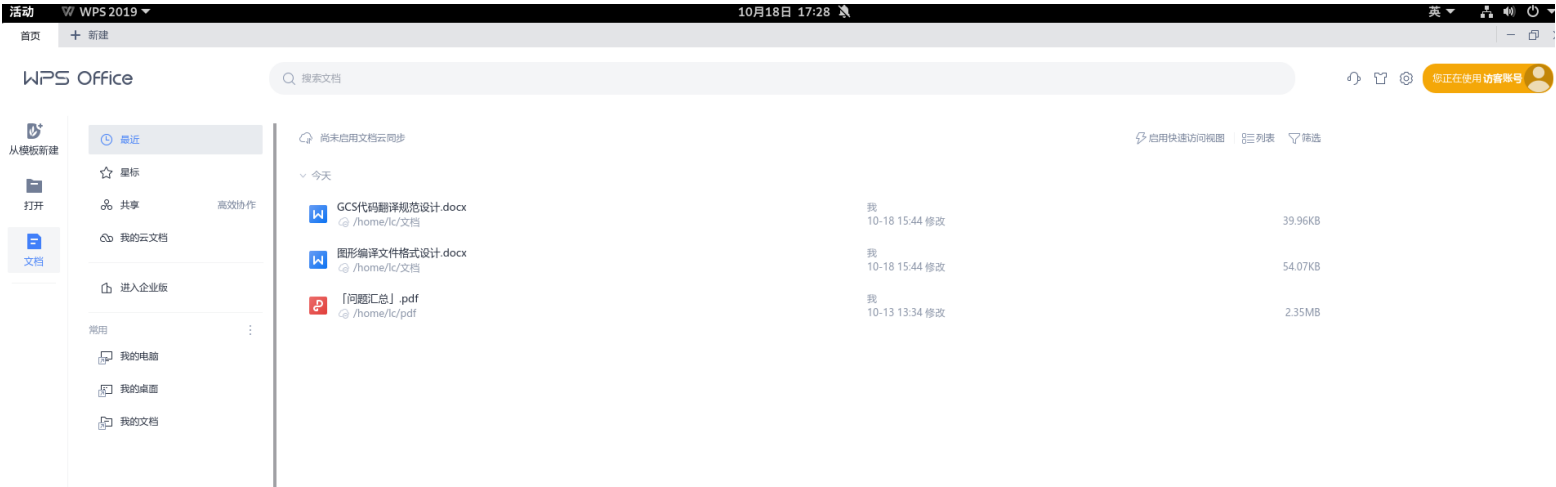 活动 WPS 2019 10月18日 17:28 英
首页 新建
WPS Office 搜索文档 您正在使用访客账号
从模板新建
打开
文档
最近
星标
共享 高效协作
我的云文档
进入企业版
常用
我的电脑
我的桌面
我的文档
尚未启用文档云同步 启用快速访问视图 列表 筛选
今天
GCS代码翻译规范设计.docx 我
/home/lc/文档 10-18 15:44 修改 39.96KB
图形编译文件格式设计.docx 我
/home/lc/文档 10-18 15:44 修改 54.07KB
「问题汇总」.pdf 我
/home/lc/pdf 10-13 13:34 修改 2.35MB